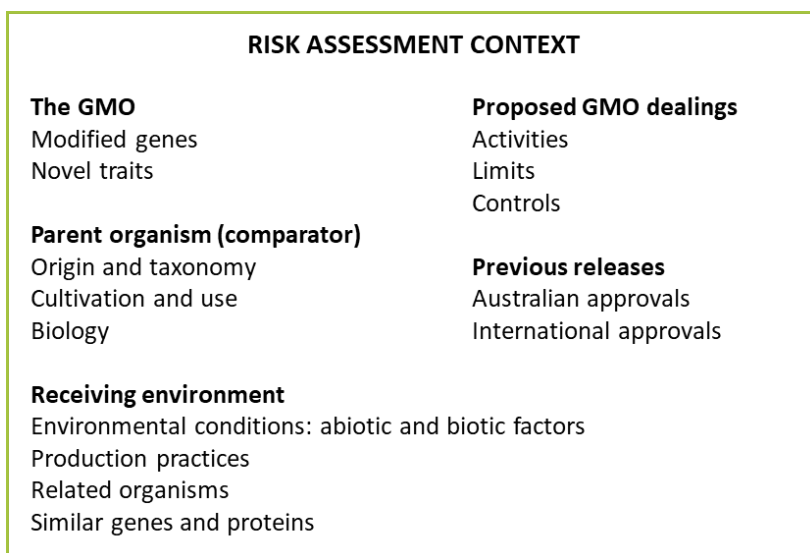 RISK ASSESSMENT CONTEXT
The GMO
Modified genes
Novel traits
Parent organism (comparator)
Origin and taxonomy
Cultivation and use
Biology
Proposed GMO dealings
Activities
Limits
Controls
Previous releases
Australian approvals
International approvals
Receiving environment
Environmental conditions: abiotic and biotic factors
Production practices
Related organisms
Similar genes and proteins